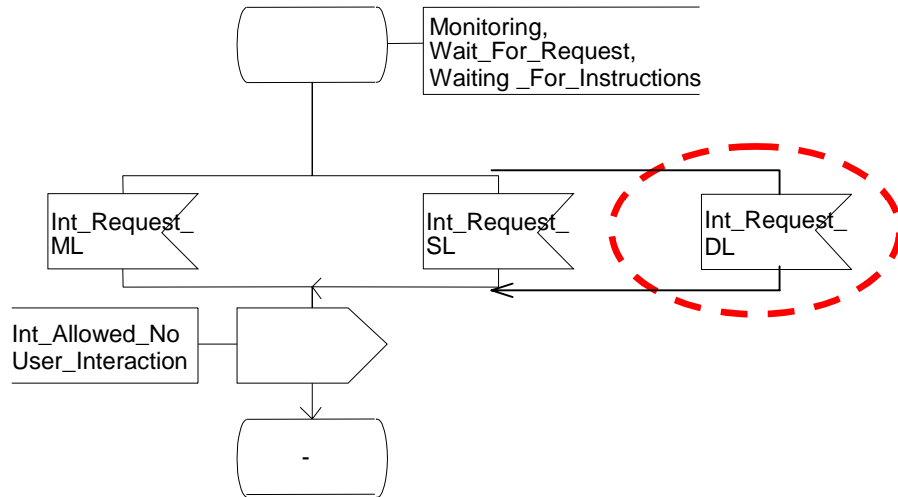 Monitoring,
Wait_For_Request,
Waiting _For_Instructions
Int_Request_
ML
Int_Request_
SL
Int_Request_
DL
Int_Allowed_No
User_Interaction
-